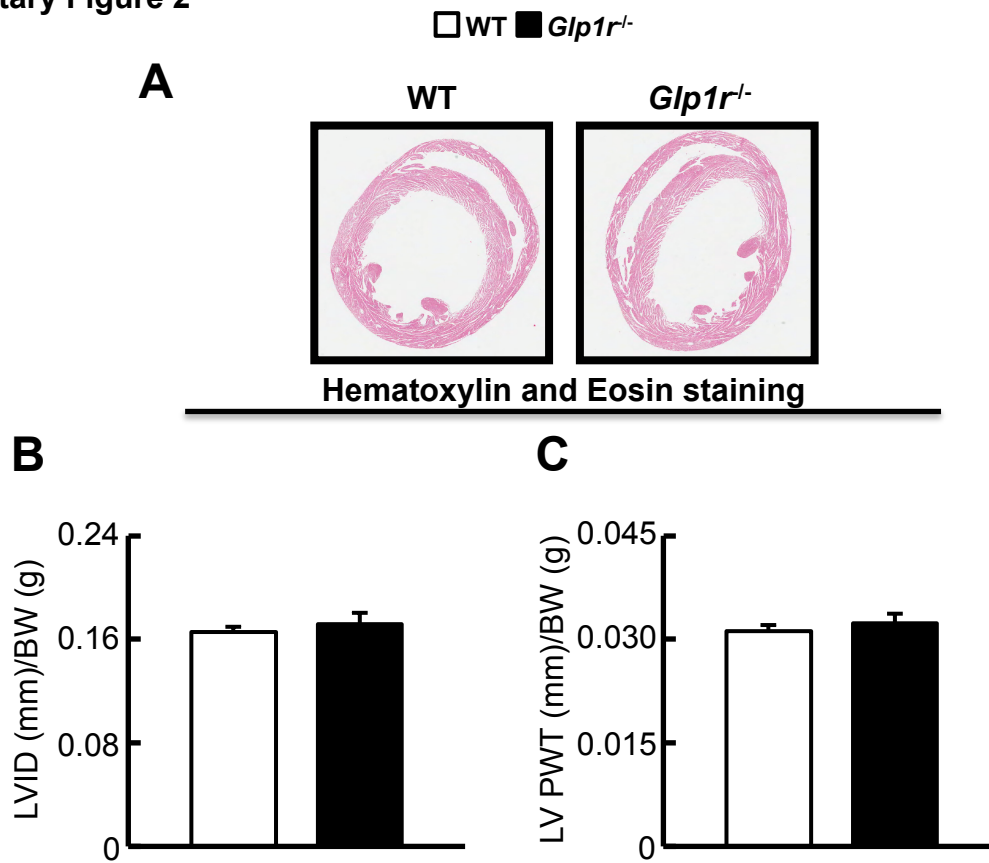 Figure 2
WT Glp1r-/-
A
WT Glp1r-/-
Hematoxylin and Eosin staining
B
C
LVID (mm)/BW (g)
0.24
0.16
0.08
0
LV PWT (mm)/BW (g)
0.045
0.030
0.015
0